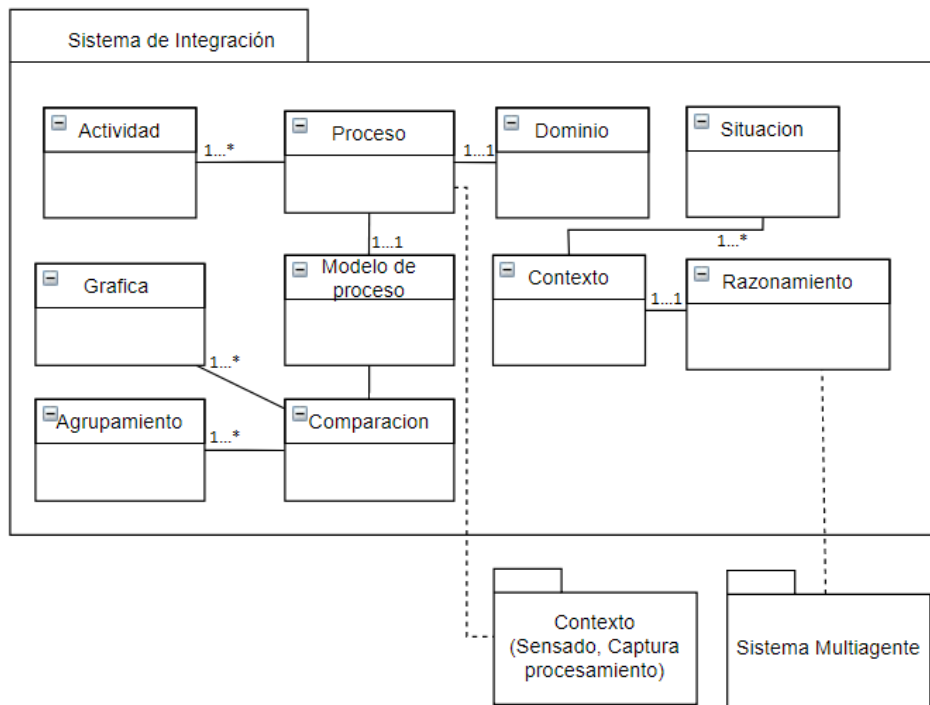 Sistema de Integración
Actividad
Proceso
Dominio
Situacion
1...*
1...1
1...1
1...*
Grafica
Modelo de
proceso
Contexto
Razonamiento
1...1
1...*
Agrupamiento
Comparacion
1...*
Contexto
(Sensado, Captura
procesamiento)
Sistema Multiagente